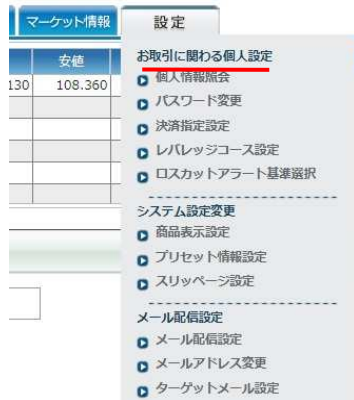 マーケット情報
設定
安値
130
108.360
お取引に関わる個人設定
個人情報照会
パスワード変更
決済指定設定
レバレッジコース設定
ロスカットアラート基準選択
システム設定変更
商品表示設定
プリセット情報設定
スリッページ設定
メール配信設定
メール配信設定
メールアドレス変更
ターゲットメール設定